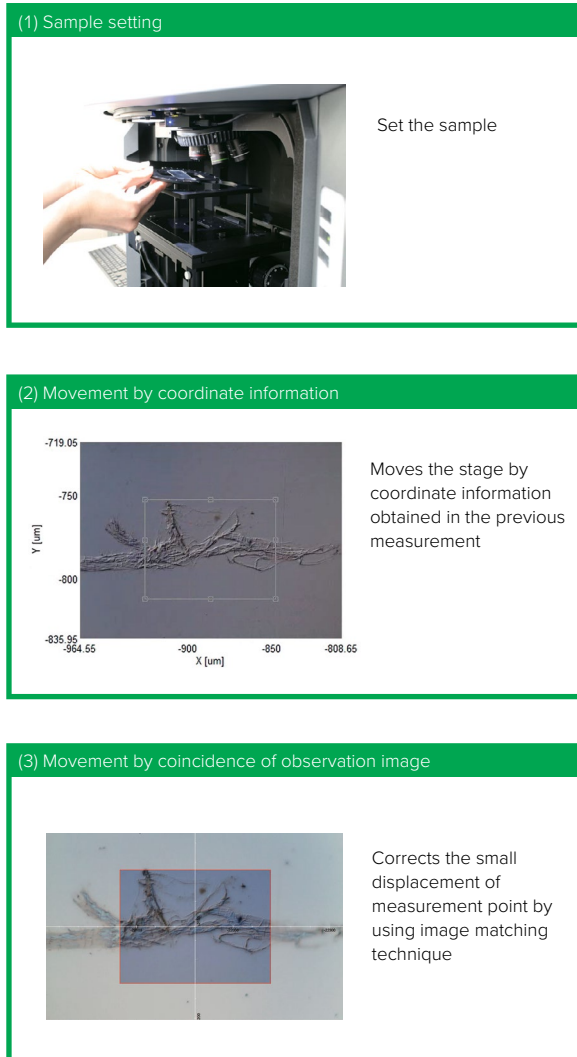 (1) Sample setting
Set the sample
(2) Movement by coordinate information
-719.05
-750
Y [um]
-800
-835.95
-964.55
-900
-850
-808.65
X [um]
Moves the stage by
coordinate information
obtained in the previous
measurement
(3) Movement by coincidence of observation image
Corrects the small
displacement of
measurement point by
using image matching
technique